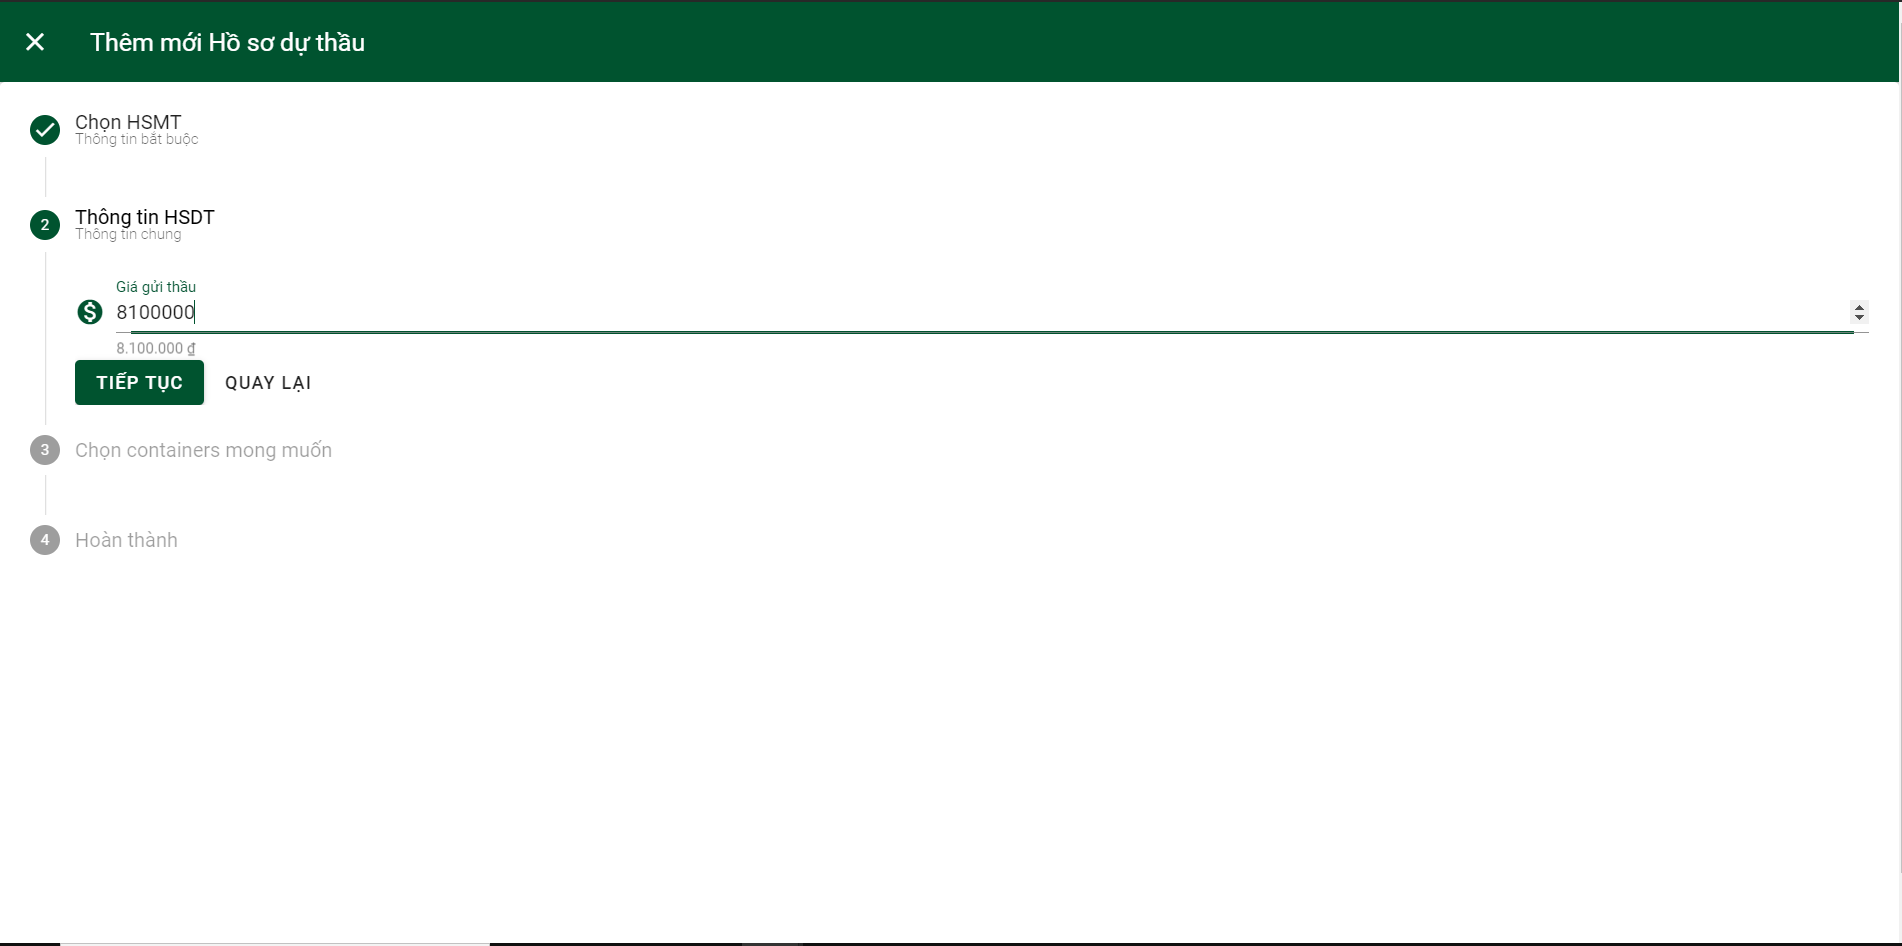 Thêm mới Hồ sơ dự thầu
Chọn HSMT
Thông tin bắt buộc
2
Thông tin HSDT
Thông tin chung
Giá gửi thầu
8100000
8.100.000 ₫
TIẾP TỤC
QUAY LẠI
3
Chọn containers mong muốn
4
Hoàn thành